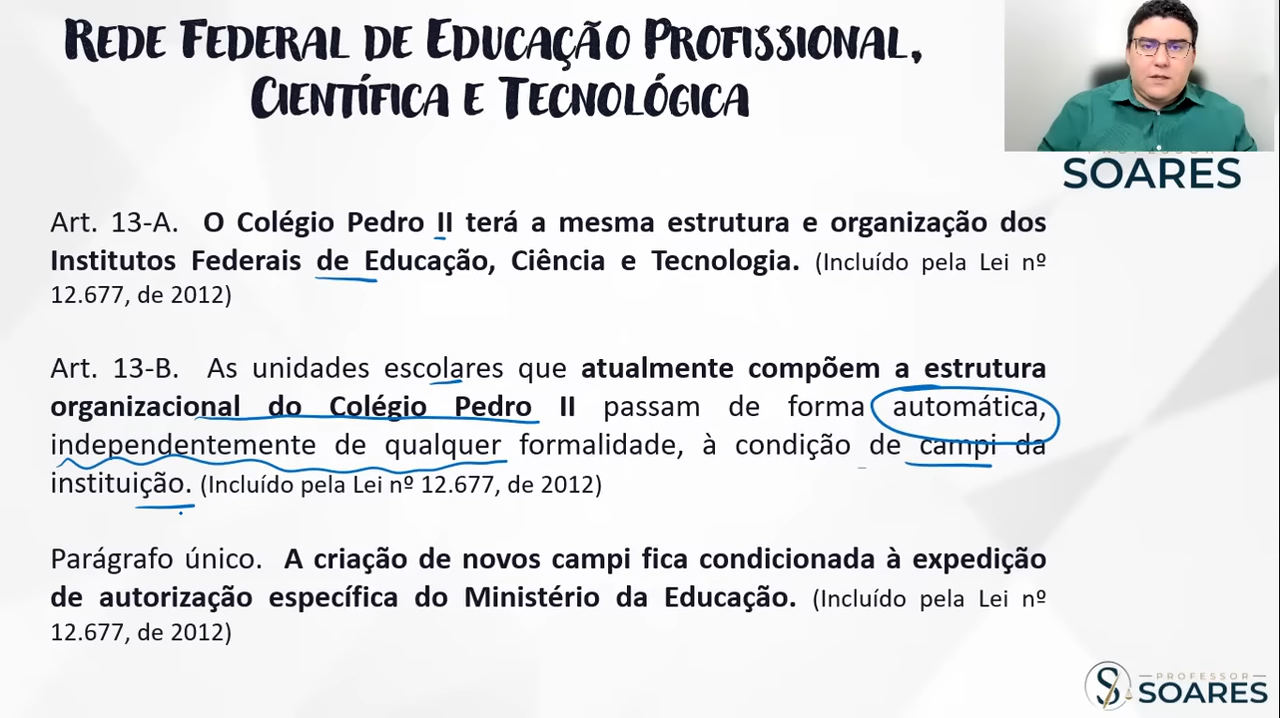 REDE FEDERAL DE EDUCAÇÃO PROFISSIONAL,
CIENTÍFICA E TECNOLÓGICA
SOARES
Art. 13-A. O Colégio Pedro II terá a mesma estrutura e organização dos
Institutos Federais de Educação, Ciência e Tecnologia. (Incluído pela Lei nº
12.677, de 2012)
Art. 13-B. As unidades escolares que atualmente compõem a estrutura
organizacional do Colégio Pedro II passam de forma automática,
independentemente de qualquer formalidade, à condição de campi da
instituição. (Incluído pela Lei nº 12.677, de 2012)
Parágrafo único. A criação de novos campi fica condicionada à expedição
de autorização específica do Ministério da Educação. (Incluído pela Lei nº
12.677, de 2012)
PROFESSOR
SOARES